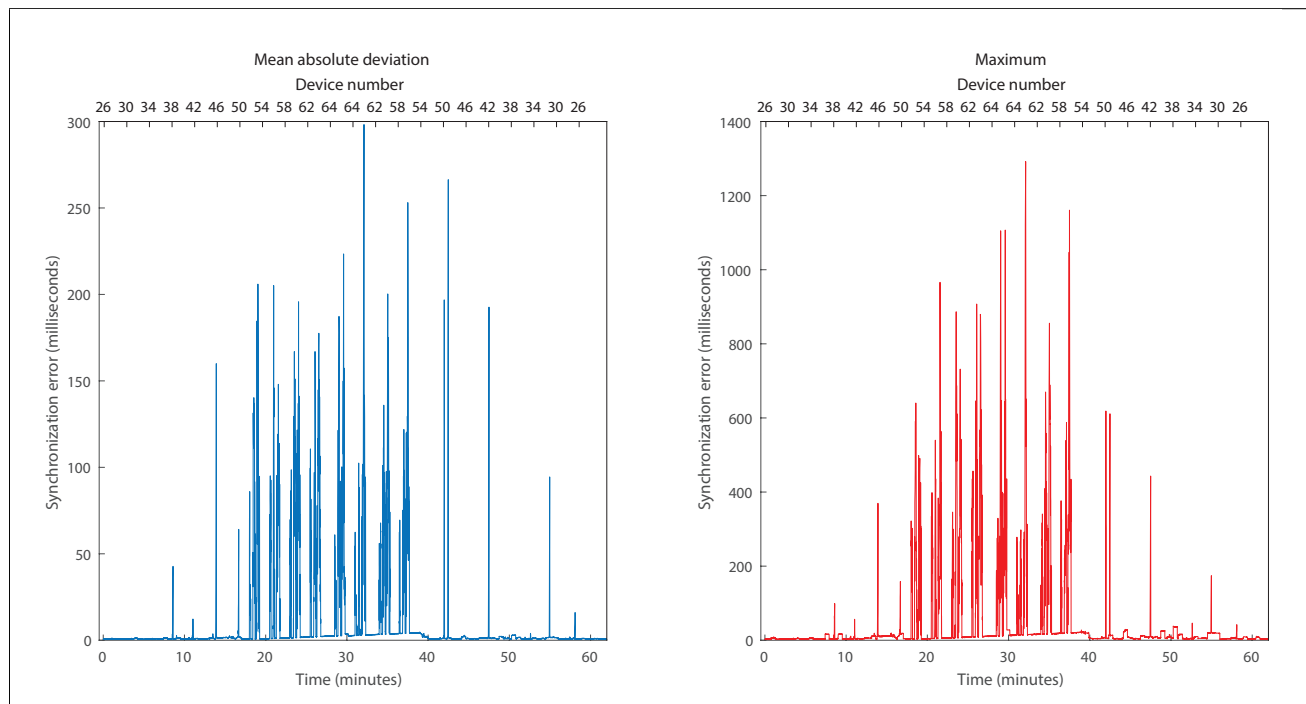 Mean absolute deviation
Device number
26 30 34 38 42 46 50 54 58 62 64 64 62 58 54 50 46 42 38 34 30 26
300
250
200
150
100
50
0
Synchronization error (milliseconds)
0 10 20 30 40 50 60
Time (minutes)
Maximum
Device number
26 30 34 38 42 46 50 54 58 62 64 64 62 58 54 50 46 42 38 34 30 26
1400
1200
1000
800
600
400
200
0
Synchronization error (milliseconds)
0 10 20 30 40 50 60
Time (minutes)